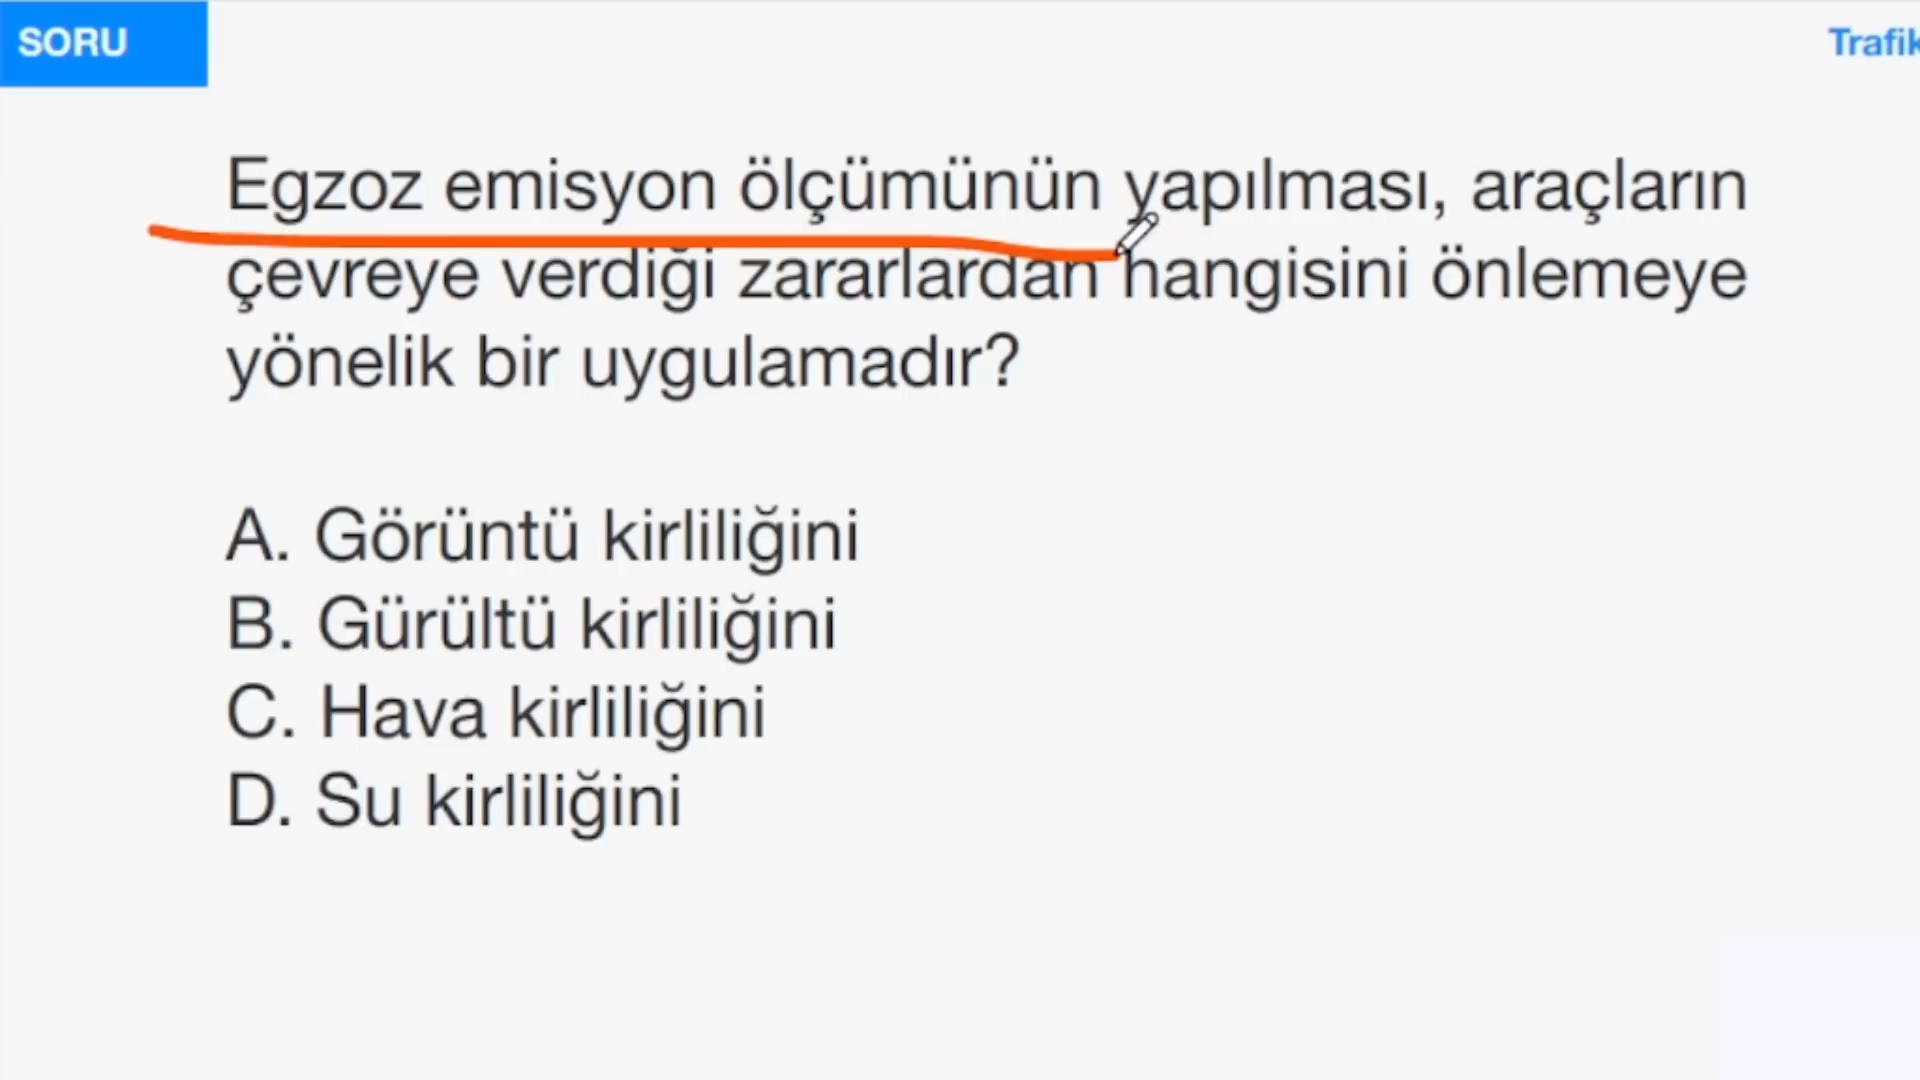 SORU
Trafik
Egzoz emisyon ölçümünün yapılması, araçların
çevreye verdiği zararlardan hangisini önlemeye
yönelik bir uygulamadır?
A. Görüntü kirliliğini
B. Gürültü kirliliğini
C. Hava kirliliğini
D. Su kirliliğini